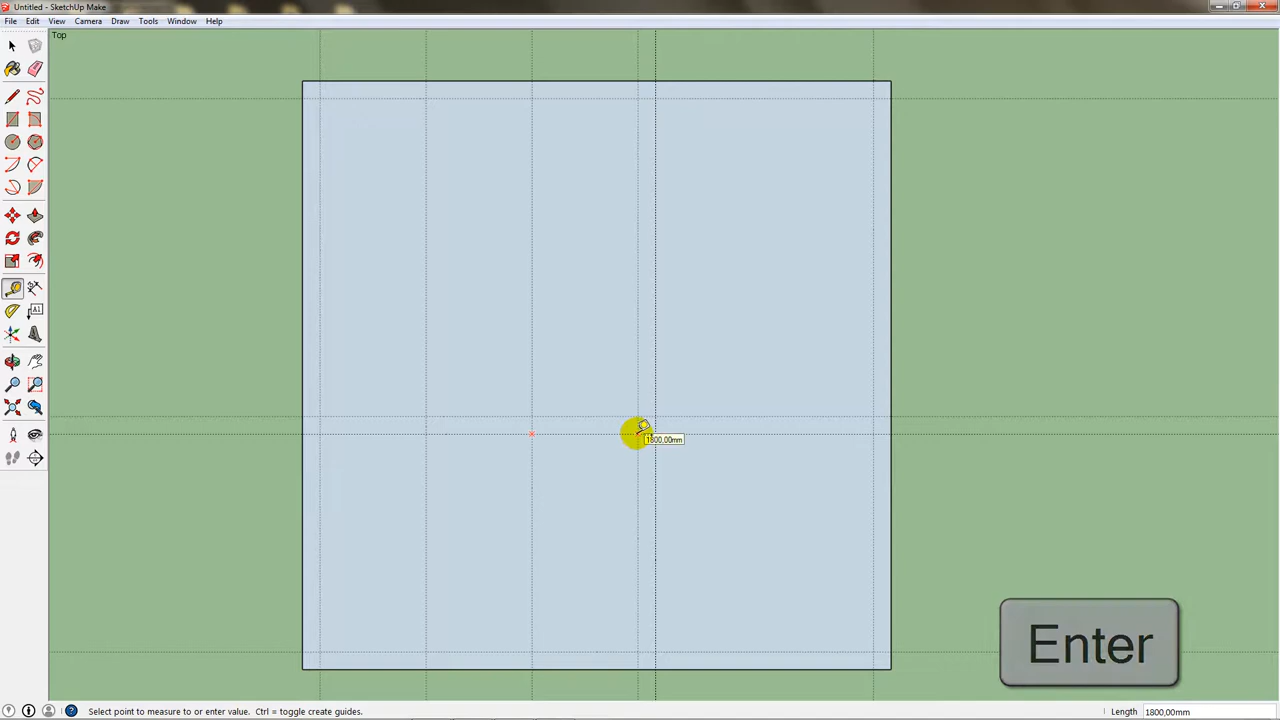 Untitled - SketchUp Make
File Edit View Camera Draw Tools Window Help
Top
A1
1800,00mm
Enter
Select point to measure to or enter value. Ctrl = toggle create guides.
Length 1800,00mm